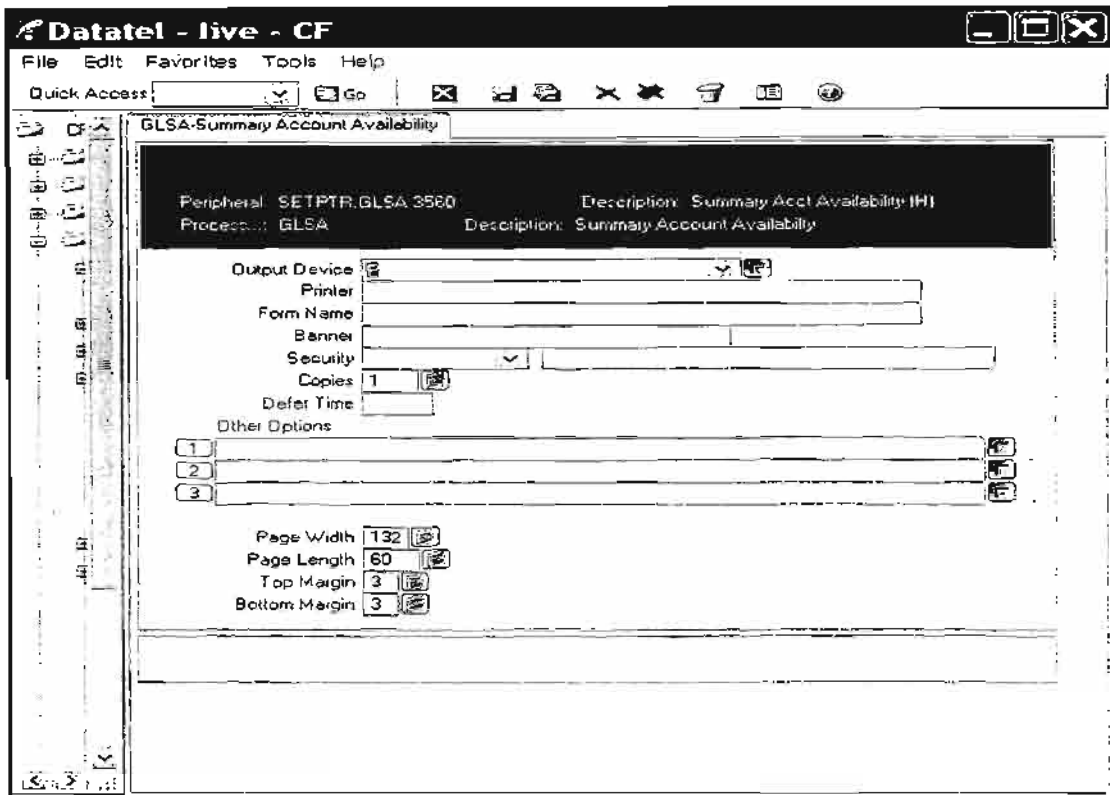 Datatel - live - CF
File Edit Favorites Tools Help
Quick Access Go
CF
GLSA-Summary Account Availability
Peripheral: SETPTR.GLSA.3560 Description: Summary Acct Availability (H)
Process...: GLSA Description: Summary Account Availability
Output Device
Printer
Form Name
Banner
Security
Copies 1
Defer Time
Other Options
1
2
3
Page Width 132
Page Length 60
Top Margin 3
Bottom Margin 3